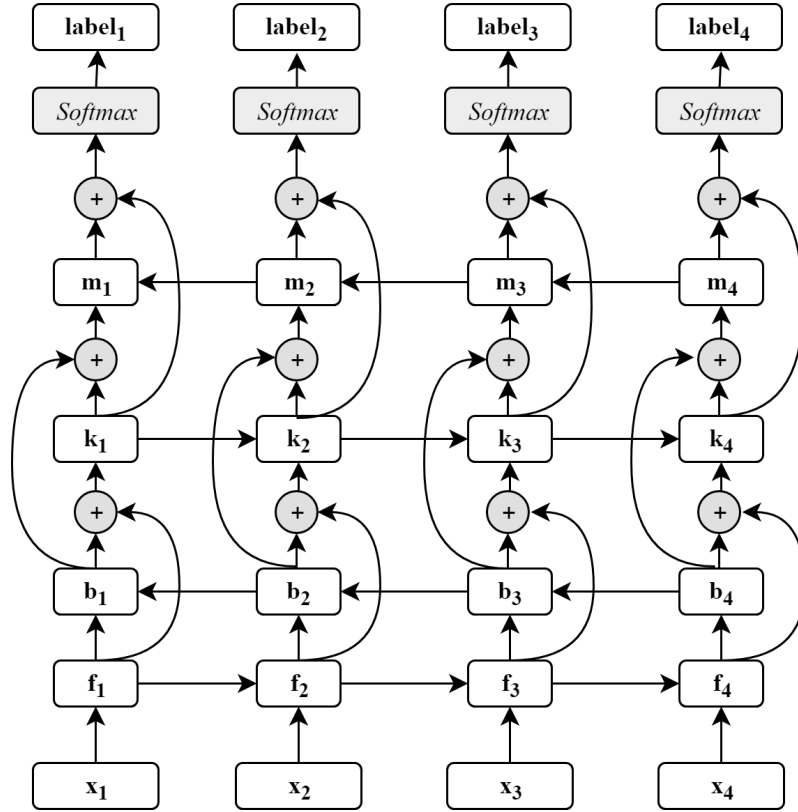 label₁ label₂ label₃ label₄
Softmax Softmax Softmax Softmax
+ + + +
m₁ m₂ m₃ m₄
+ + + +
k₁ k₂ k₃ k₄
+ + + +
b₁ b₂ b₃ b₄
f₁ f₂ f₃ f₄
x₁ x₂ x₃ x₄